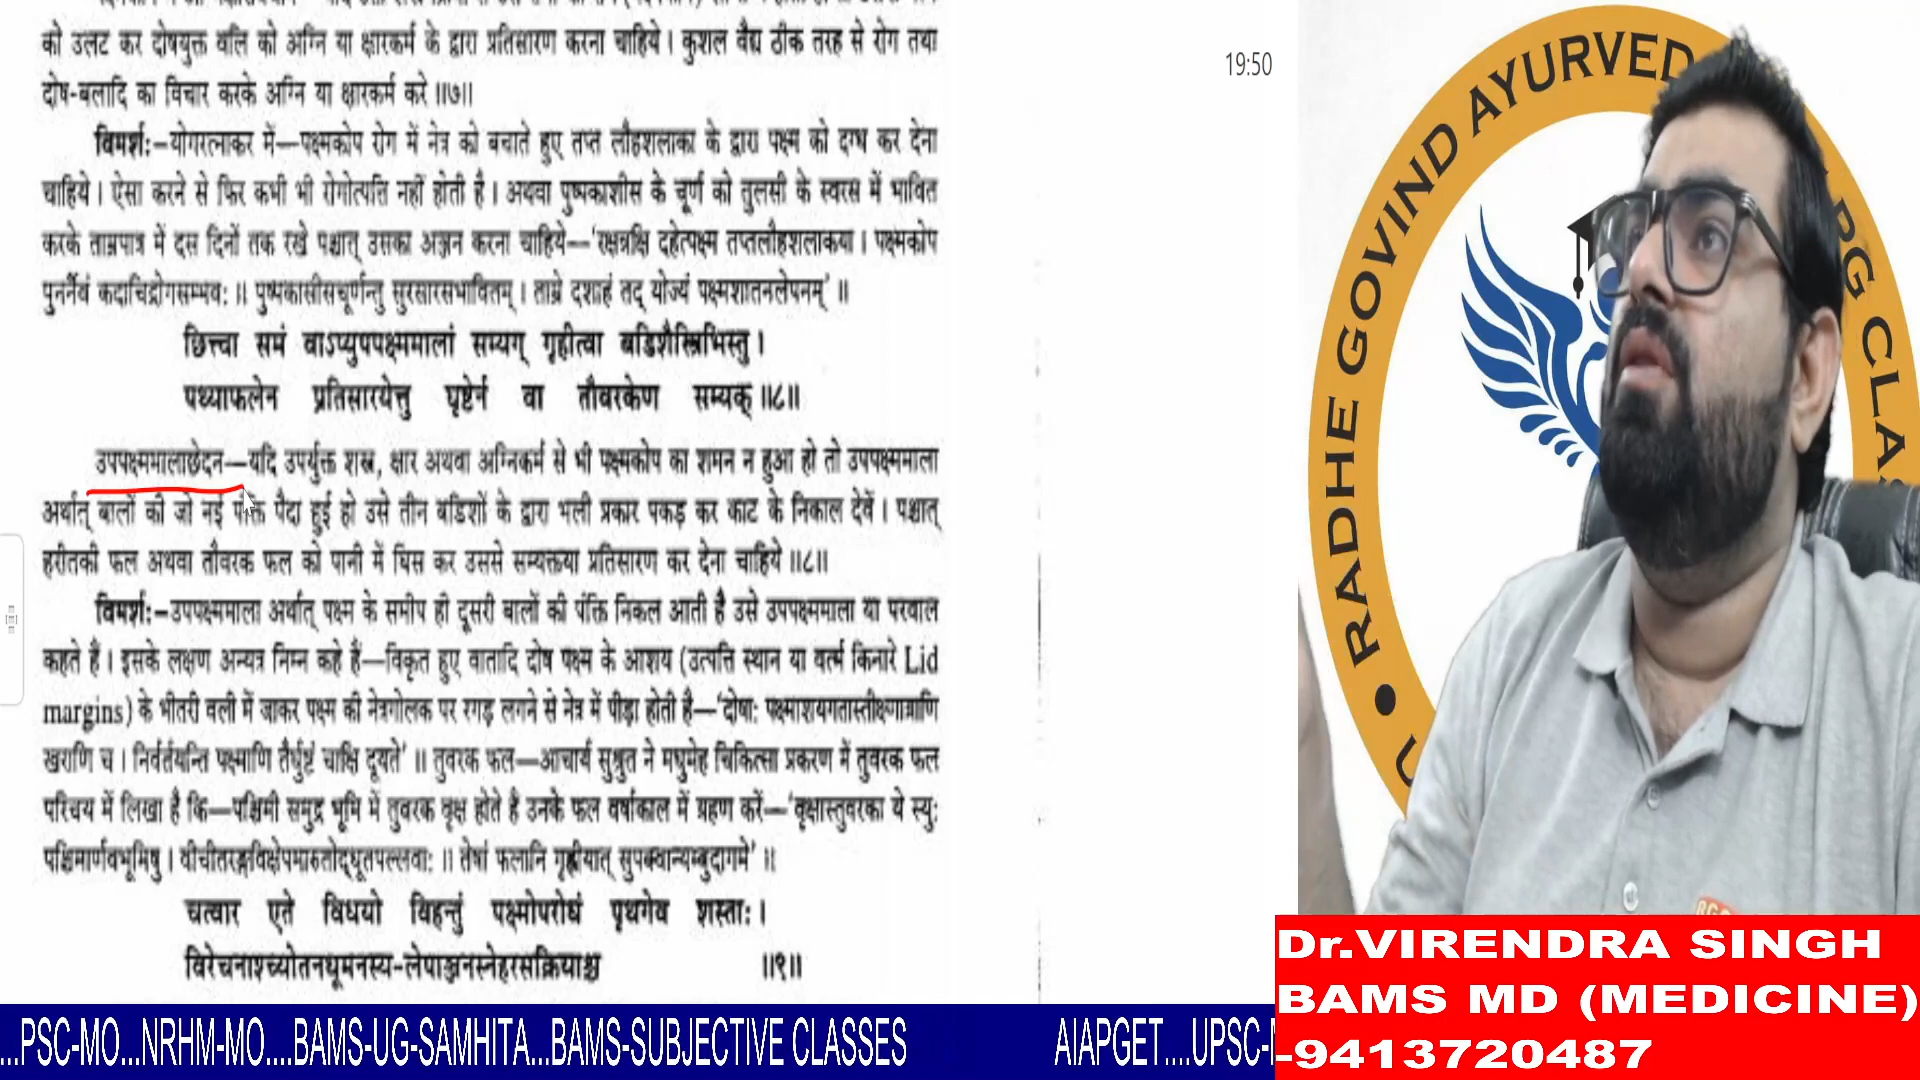 को उलट कर दोषयुक्त वलि को अग्नि या क्षारकर्म के द्वारा प्रतिसारण करना चाहिये । कुशल वैद्य ठीक तरह से रोग तथा
दोष-बलादि का विचार करके अग्नि या क्षारकर्म करे ॥७॥
विमर्श:–योगरत्नाकर में—पक्ष्मकोप रोग में नेत्र को बचाते हुए तप्त लौहशलाका के द्वारा पक्ष्म को दग्ध कर देना
चाहिये । ऐसा करने से फिर कभी भी रोगोत्पत्ति नहीं होती है । अथवा पुष्पकाशीस के चूर्ण को तुलसी के स्वरस में भावित
करके ताम्रपात्र में दस दिनों तक रखे पश्चात् उसका अञ्जन करना चाहिये—‘रक्षन्नक्षि दहेत्पक्ष्म तप्तलौहशलाकया । पक्ष्मकोप
पुनर्नैवं कदाचिद्रोगसम्भवः ॥ पुष्पकासीसचूर्णन्तु सुरसारसभावितम् । ताम्रे दशाहं तद् योज्यं पक्ष्मशातनलेपनम्’ ॥
छित्त्वा समं वाऽप्युपपक्ष्ममालां सम्यग् गृहीत्वा बडिशैस्त्रिभिस्तु ।
पथ्याफलेन प्रतिसारयेत्तु घृष्टेन वा तौवरकेण सम्यक् ॥८॥
उपपक्ष्ममालाछेदन—यदि उपर्युक्त शस्त्र, क्षार अथवा अग्निकर्म से भी पक्ष्मकोप का शमन न हुआ हो तो उपपक्ष्ममाला
अर्थात् बालों की जो नई पंक्ति पैदा हुई हो उसे तीन बडिशों के द्वारा भली प्रकार पकड़ कर काट के निकाल देवें । पश्चात्
हरीतकी फल अथवा तौवरक फल को पानी में घिस कर उससे सम्यक्तया प्रतिसारण कर देना चाहिये ॥८॥
विमर्श:–उपपक्ष्ममाला अर्थात् पक्ष्म के समीप ही दूसरी बालों की पंक्ति निकल आती है उसे उपपक्ष्ममाला या परवाल
कहते हैं । इसके लक्षण अन्यत्र निम्न कहे हैं—विकृत हुए वातादि दोष पक्ष्म के आशय (उत्पत्ति स्थान या वर्त्म किनारे Lid
margins) के भीतरी वली में जाकर पक्ष्म की नेत्रगोलक पर रगड़ लगने से नेत्र में पीड़ा होती है—‘दोषाः पक्ष्माशयगतास्तीक्ष्णाग्राणि
खराणि च । निर्वर्तयन्ति पक्ष्माणि तैर्घुष्टं चाक्षि दूयते’ ॥ तुवरक फल—आचार्य सुश्रुत ने मधुमेह चिकित्सा प्रकरण में तुवरक फल
परिचय में लिखा है कि—पश्चिमी समुद्र भूमि में तुवरक वृक्ष होते है उनके फल वर्षाकाल में ग्रहण करें—‘वृक्षास्तुवरका ये स्युः
पश्चिमार्णवभूमिषु । वीचीतरङ्गविक्षेपमारुतोद्धूतपल्लवाः ॥ तेषां फलानि गृह्णीयात् सुपक्वान्यम्बुदागमे’ ॥
चत्वार एते विधयो विहन्तुं पक्ष्मोपरोधं पृथगेव शस्ताः ।
विरेचनाश्च्योतनधूमनस्य-लेपाञ्जनस्नेहरसक्रियाश्च ॥९॥
19:50
RADHE GOVIND AYURVED PG CLAS
Dr.VIRENDRA SINGH
BAMS MD (MEDICINE)
-9413720487
...PSC-MO...NRHM-MO....BAMS-UG-SAMHITA...BAMS-SUBJECTIVE CLASSES AIAPGET....UPSC-